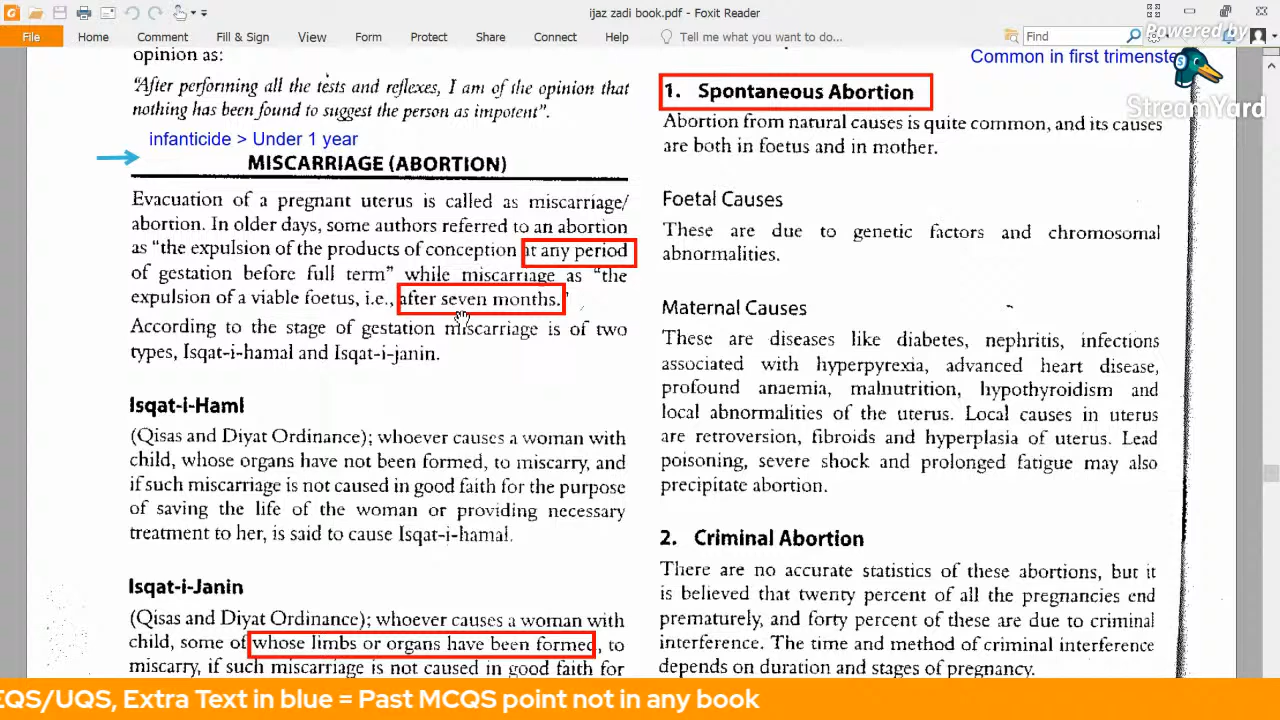 ijaz zadi book.pdf - Foxit Reader
File Home Comment Fill & Sign View Form Protect Share Connect Help Tell me what you want to do... Find
Powered by
StreamYard
opinion as:
"After performing all the tests and reflexes, I am of the opinion that
nothing has been found to suggest the person as impotent".
infanticide > Under 1 year
MISCARRIAGE (ABORTION)
Evacuation of a pregnant uterus is called as miscarriage/
abortion. In older days, some authors referred to an abortion
as "the expulsion of the products of conception at any period
of gestation before full term" while miscarriage as "the
expulsion of a viable foetus, i.e., after seven months."
According to the stage of gestation miscarriage is of two
types, Isqat-i-hamal and Isqat-i-janin.
Isqat-i-Haml
(Qisas and Diyat Ordinance); whoever causes a woman with
child, whose organs have not been formed, to miscarry, and
if such miscarriage is not caused in good faith for the purpose
of saving the life of the woman or providing necessary
treatment to her, is said to cause Isqat-i-hamal.
Isqat-i-Janin
(Qisas and Diyat Ordinance); whoever causes a woman with
child, some of whose limbs or organs have been formed, to
miscarry, if such miscarriage is not caused in good faith for
Common in first trimeste
1. Spontaneous Abortion
Abortion from natural causes is quite common, and its causes
are both in foetus and in mother.
Foetal Causes
These are due to genetic factors and chromosomal
abnormalities.
Maternal Causes
These are diseases like diabetes, nephritis, infections
associated with hyperpyrexia, advanced heart disease,
profound anaemia, malnutrition, hypothyroidism and
local abnormalities of the uterus. Local causes in uterus
are retroversion, fibroids and hyperplasia of uterus. Lead
poisoning, severe shock and prolonged fatigue may also
precipitate abortion.
2. Criminal Abortion
There are no accurate statistics of these abortions, but it
is believed that twenty percent of all the pregnancies end
prematurely, and forty percent of these are due to criminal
interference. The time and method of criminal interference
depends on duration and stages of pregnancy.
EQS/UQS, Extra Text in blue = Past MCQS point not in any book